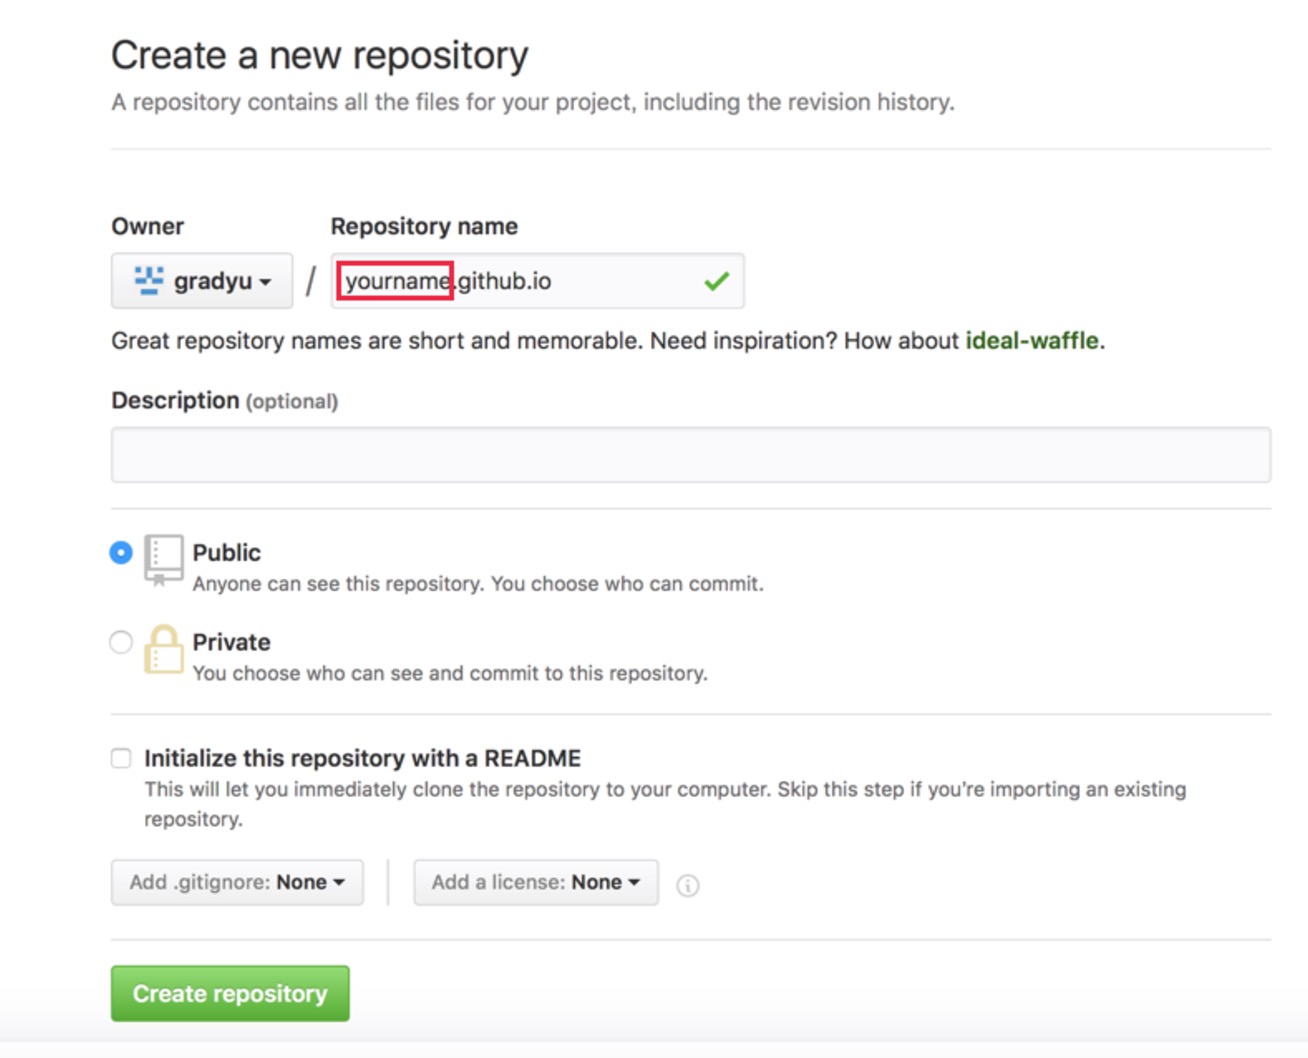 Create a new repository
A repository contains all the files for your project, including the revision history.
Owner Repository name
gradyu / yourname.github.io
Great repository names are short and memorable. Need inspiration? How about ideal-waffle.
Description (optional)
Public
Anyone can see this repository. You choose who can commit.
Private
You choose who can see and commit to this repository.
Initialize this repository with a README
This will let you immediately clone the repository to your computer. Skip this step if you're importing an existing
repository.
Add .gitignore: None Add a license: None
Create repository